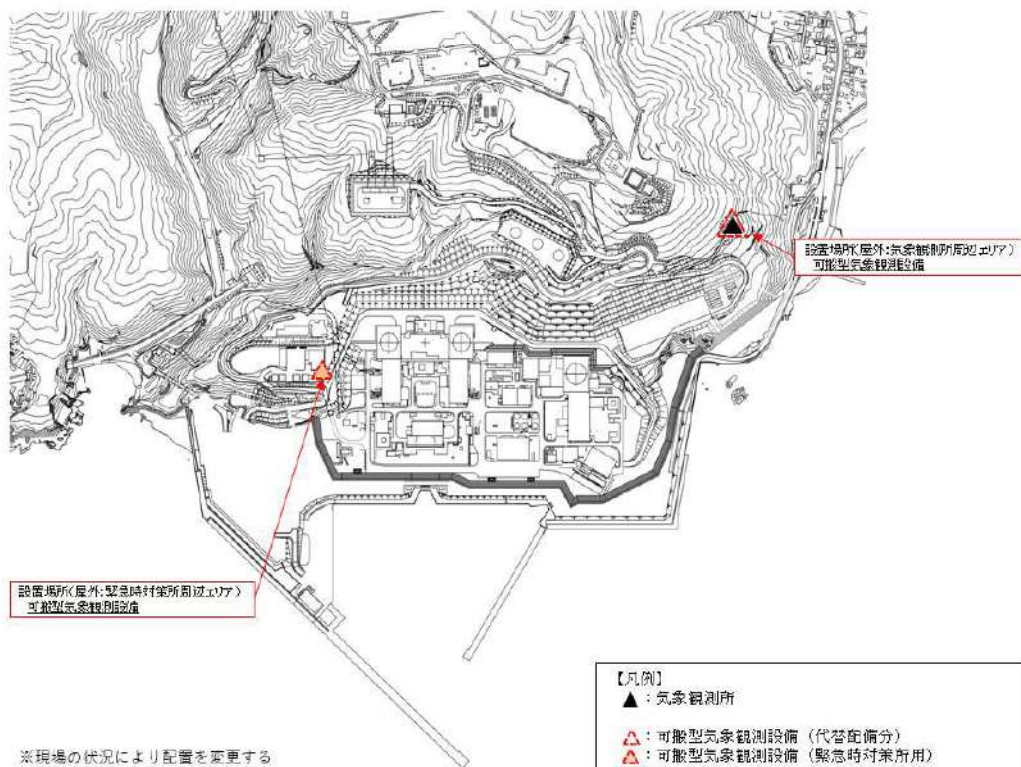 設置場所(屋外:気象観測所周辺エリア)
可搬型気象観測設備
設置場所(屋外:緊急時対策所周辺エリア)
可搬型気象観測設備
【凡例】
▲:気象観測所
△:可搬型気象観測設備(代替配備分)
△:可搬型気象観測設備(緊急時対策所用)
※現場の状況により配置を変更する